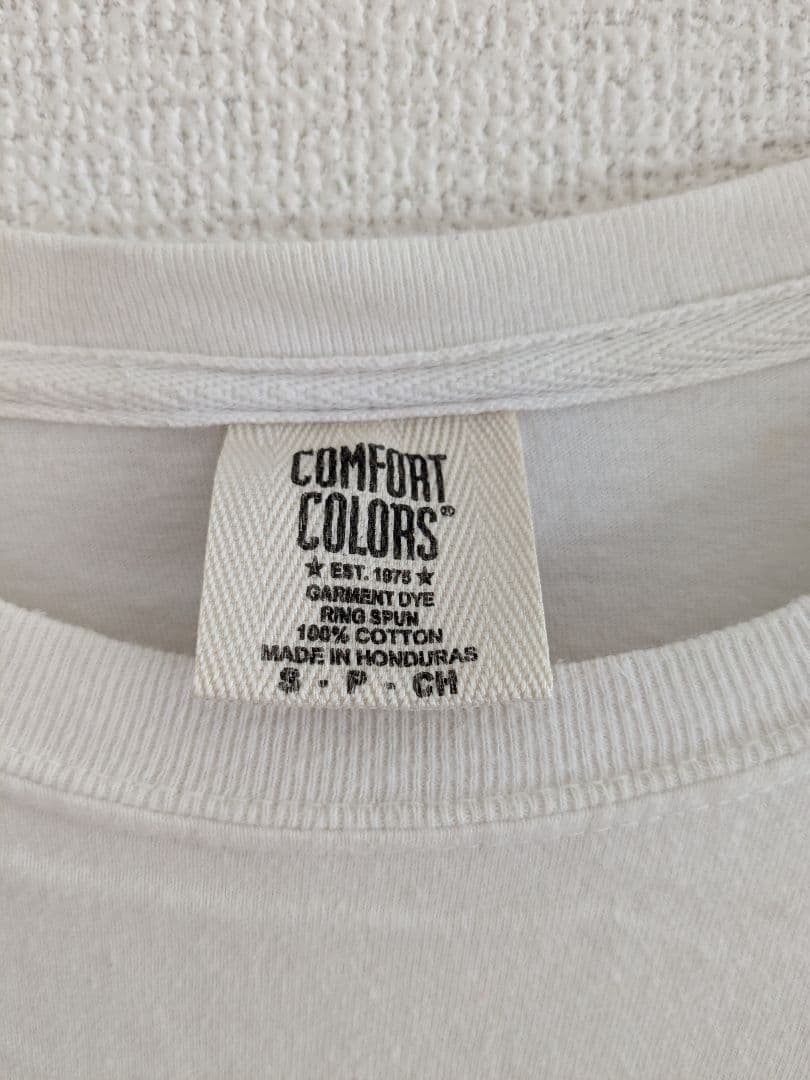 COMFORT
COLORS®
★ EST. 1975 ★
GARMENT DYE
RING SPUN
100% COTTON
MADE IN HONDURAS
S - P - CH